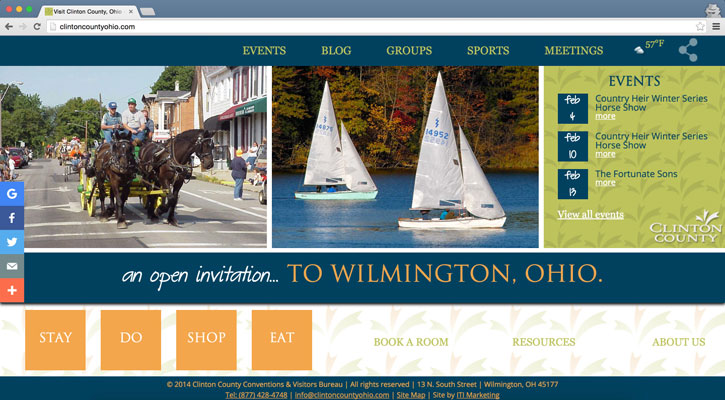 Visit Clinton County, Ohio
clintoncountyohio.com
EVENTS BLOG GROUPS SPORTS MEETINGS 57°F
EVENTS
feb 4
Country Heir Winter Series
Horse Show
more
feb 10
Country Heir Winter Series
Horse Show
more
feb 13
The Fortunate Sons
more
View all events
CLINTON
COUNTY
14952
an open invitation... TO WILMINGTON, OHIO.
STAY DO SHOP EAT BOOK A ROOM RESOURCES ABOUT US
© 2014 Clinton County Conventions & Visitors Bureau | All rights reserved | 13 N. South Street | Wilmington, OH 45177
Tel: (877) 428-4748 | info@clintoncountyohio.com | Site Map | Site by ITI Marketing